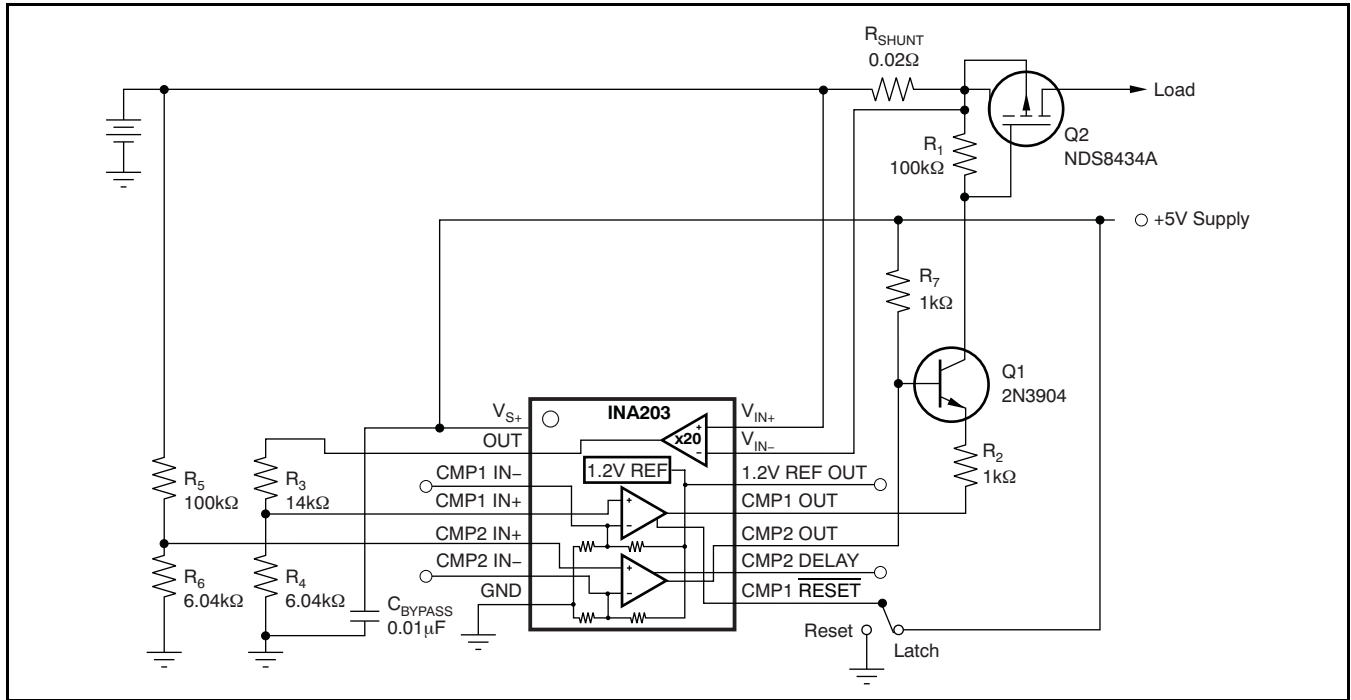 R_SHUNT
0.02Ω
Load
Q2
NDS8434A
R1
100kΩ
+5V Supply
R7
1kΩ
Q1
2N3904
R2
1kΩ
INA203
VS+
OUT
CMP1 IN−
CMP1 IN+
CMP2 IN+
CMP2 IN−
GND
x20
+
−
1.2V REF
+
−
+
−
VIN+
VIN−
1.2V REF OUT
CMP1 OUT
CMP2 OUT
CMP2 DELAY
CMP1 RESET
R5
100kΩ
R3
14kΩ
R6
6.04kΩ
R4
6.04kΩ
CBYPASS
0.01μF
Reset
Latch